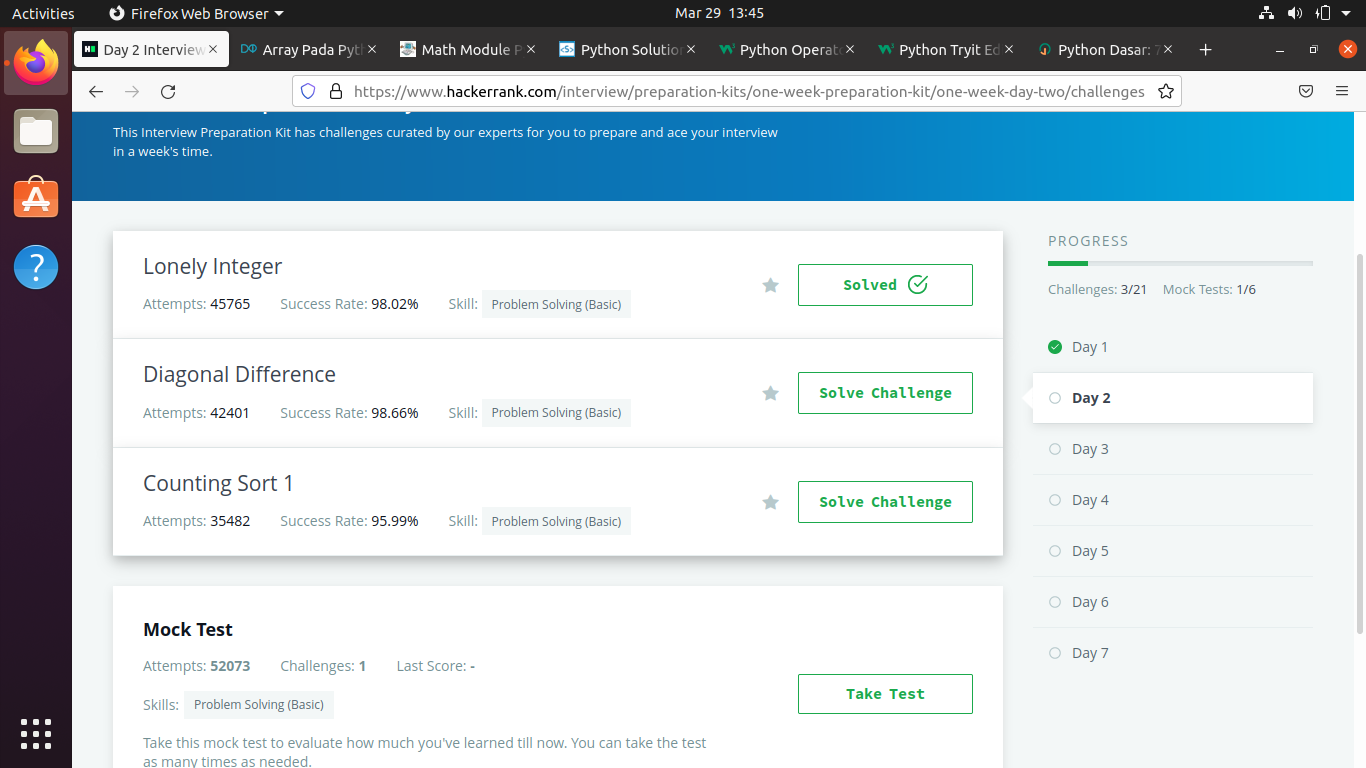 Activities
Firefox Web Browser
Mar 29 13:45
Day 2 Interview
Array Pada Pyt
Math Module P
Python Solution
Python Operat
Python Tryit Ed
Python Dasar: 7
https://www.hackerrank.com/interview/preparation-kits/one-week-preparation-kit/one-week-day-two/challenges
This Interview Preparation Kit has challenges curated by our experts for you to prepare and ace your interview
in a week's time.
Lonely Integer
Attempts: 45765 Success Rate: 98.02% Skill: Problem Solving (Basic)
Solved
Diagonal Difference
Attempts: 42401 Success Rate: 98.66% Skill: Problem Solving (Basic)
Solve Challenge
Counting Sort 1
Attempts: 35482 Success Rate: 95.99% Skill: Problem Solving (Basic)
Solve Challenge
Mock Test
Attempts: 52073 Challenges: 1 Last Score: -
Skills: Problem Solving (Basic)
Take this mock test to evaluate how much you've learned till now. You can take the test
as many times as needed.
Take Test
PROGRESS
Challenges: 3/21 Mock Tests: 1/6
Day 1
Day 2
Day 3
Day 4
Day 5
Day 6
Day 7